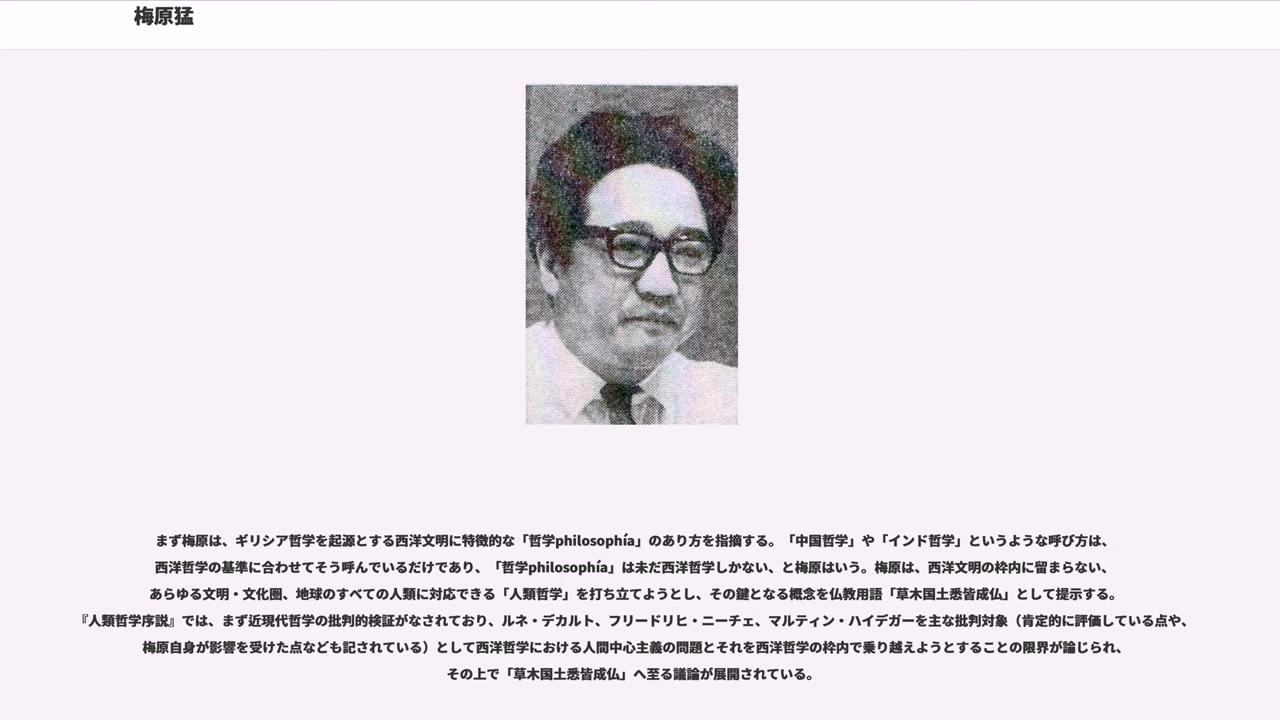 梅原猛
まず梅原は、ギリシア哲学を起源とする西洋文明に特徴的な「哲学philosophía」のあり方を指摘する。「中国哲学」や「インド哲学」というような呼び方は、
西洋哲学の基準に合わせてそう呼んでいるだけであり、「哲学philosophía」は未だ西洋哲学しかない、と梅原はいう。梅原は、西洋文明の枠内に留まらない、
あらゆる文明・文化圏、地球のすべての人類に対応できる「人類哲学」を打ち立てようとし、その鍵となる概念を仏教用語「草木国土悉皆成仏」として提示する。
『人類哲学序説』では、まず近現代哲学の批判的検証がなされており、ルネ・デカルト、フリードリヒ・ニーチェ、マルティン・ハイデガーを主な批判対象（肯定的に評価している点や、
梅原自身が影響を受けた点なども記されている）として西洋哲学における人間中心主義の問題とそれを西洋哲学の枠内で乗り越えようとすることの限界が論じられ、
その上で「草木国土悉皆成仏」へ至る議論が展開されている。